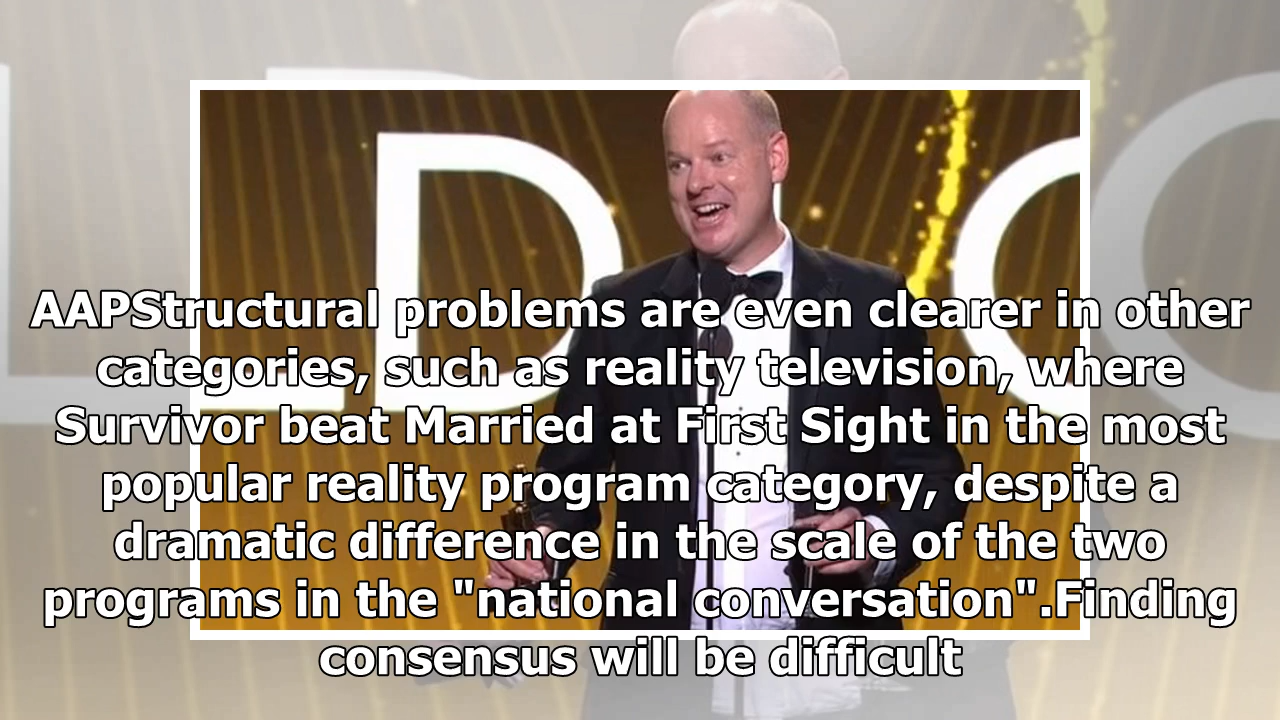 LD C
AAPStructural problems are even clearer in other
categories, such as reality television, where
Survivor beat Married at First Sight in the most
popular reality program category, despite a
dramatic difference in the scale of the two
programs in the "national conversation".Finding
consensus will be difficult